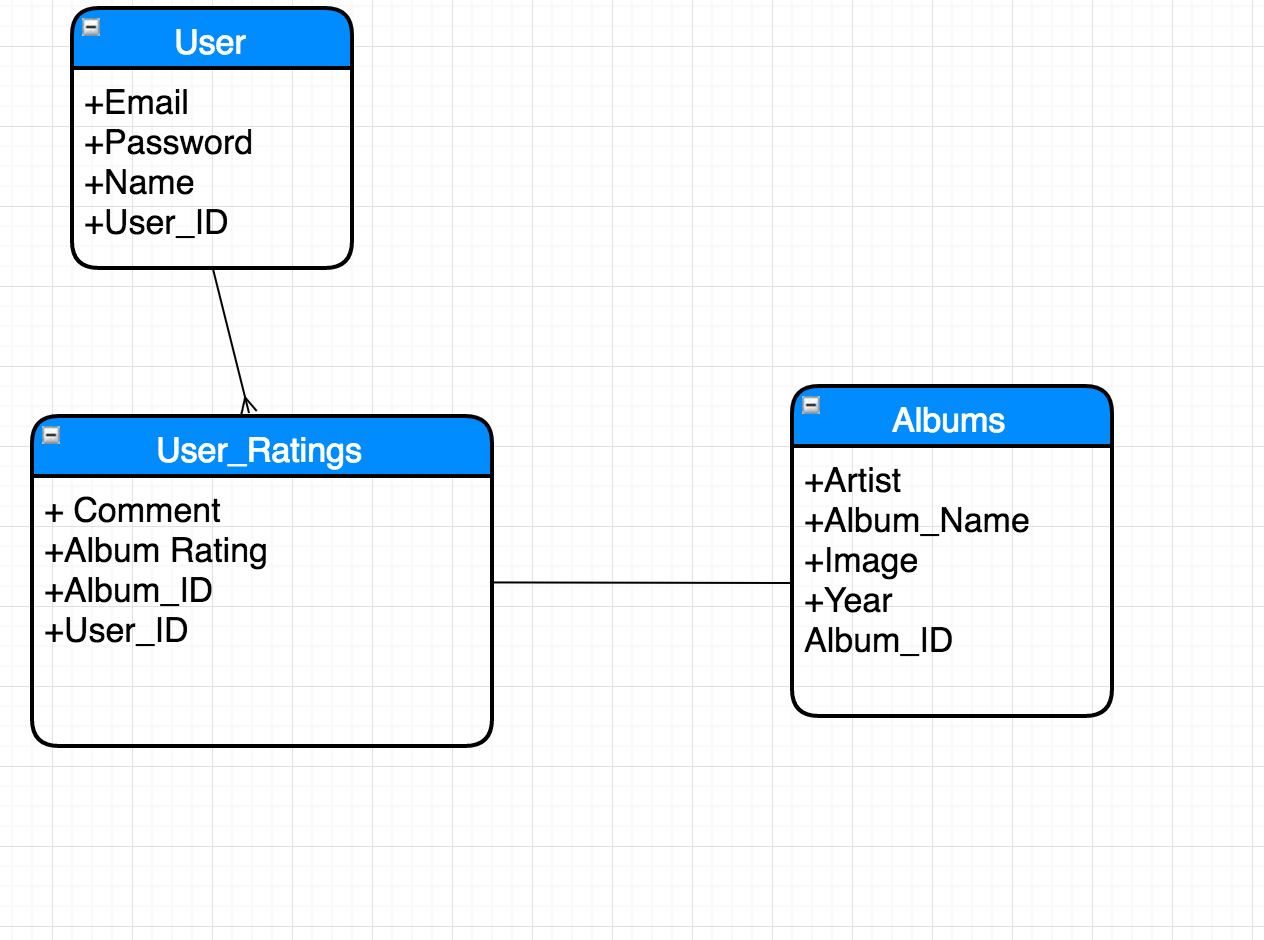 User
+Email
+Password
+Name
+User_ID
User_Ratings
+ Comment
+Album Rating
+Album_ID
+User_ID
Albums
+Artist
+Album_Name
+Image
+Year
Album_ID